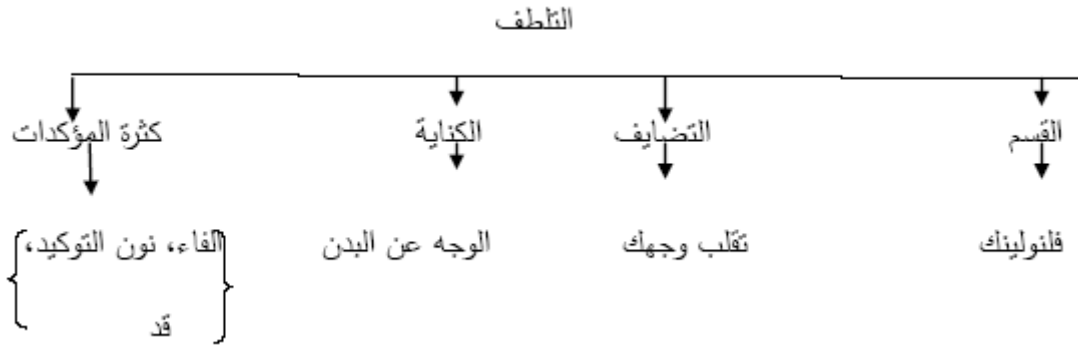 التلطف
القسم التضايف الكناية كثرة المؤكدات
فلنولينك تقلب وجهك الوجه عن البدن الفاء، نون التوكيد،
قد